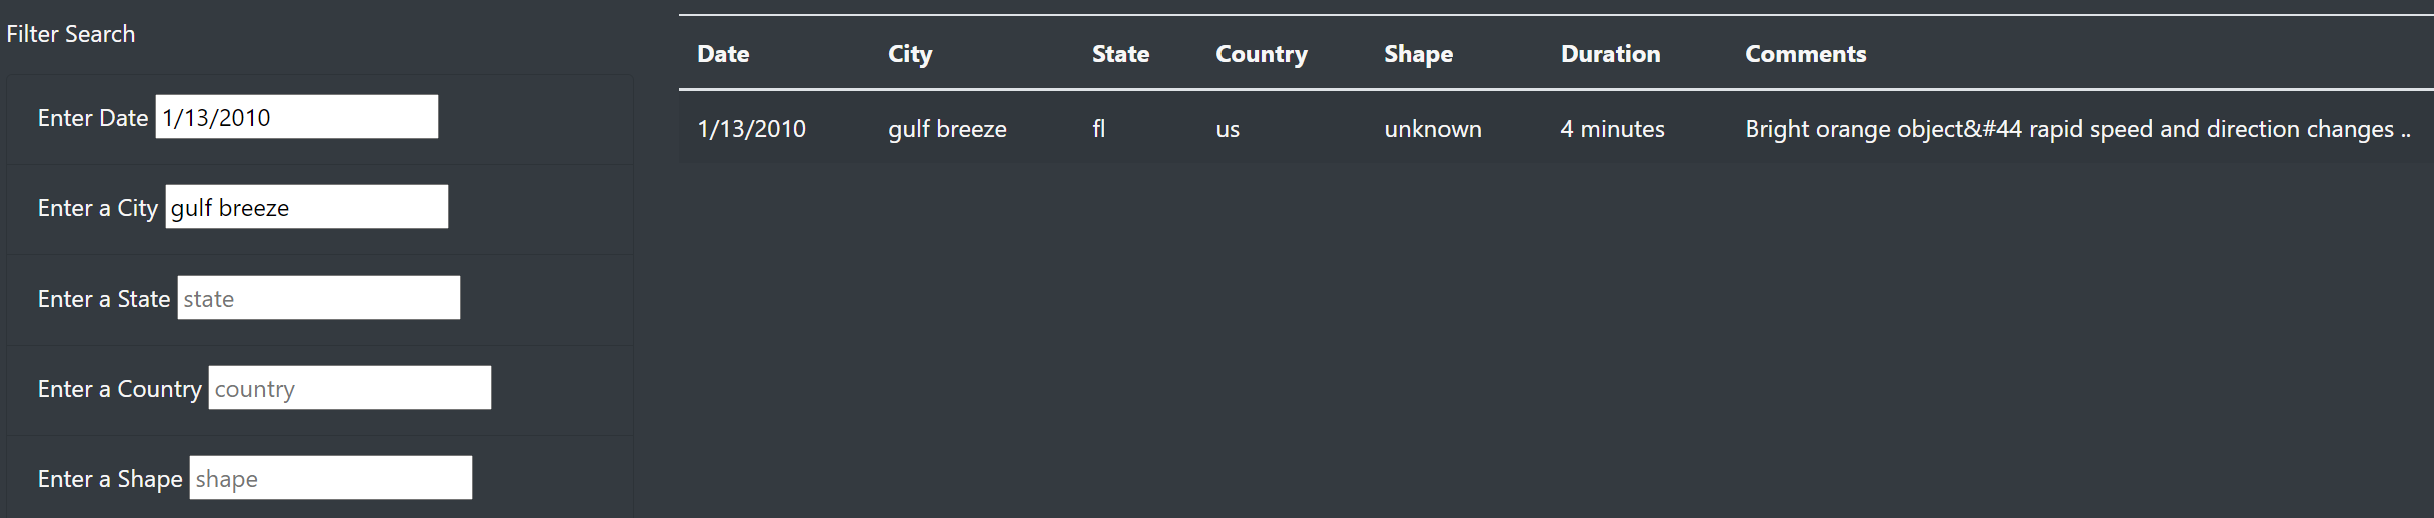 Filter Search
Enter Date 1/13/2010
Enter a City gulf breeze
Enter a State state
Enter a Country country
Enter a Shape shape
Date City State Country Shape Duration Comments
1/13/2010 gulf breeze fl us unknown 4 minutes Bright orange object&#44 rapid speed and direction changes ..